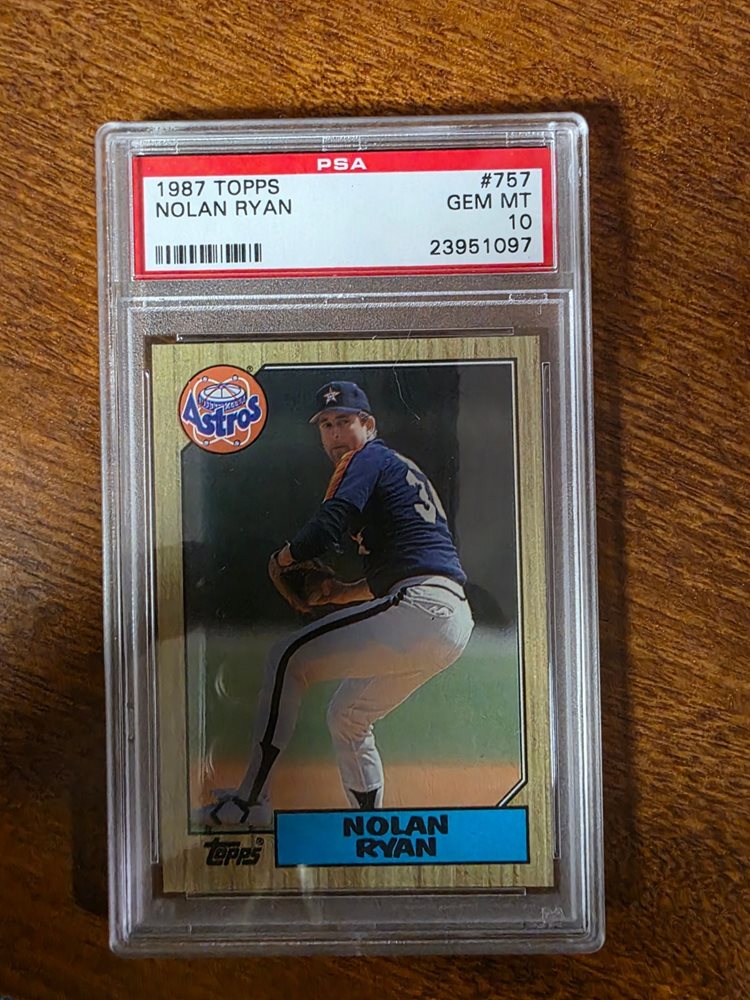 PSA
1987 TOPPS #757
NOLAN RYAN GEM MT
10
23951097
Astros
topps®
NOLAN
RYAN